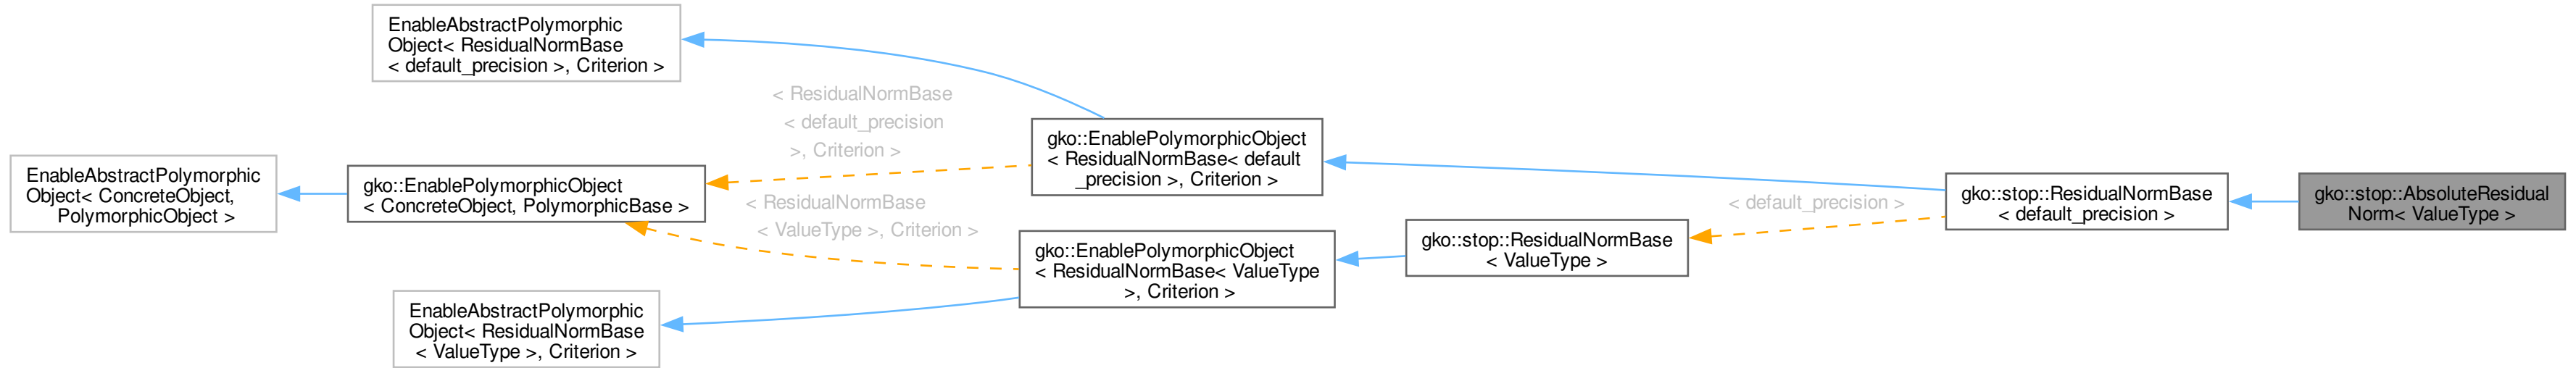 EnableAbstractPolymorphic
Object< ResidualNormBase
< default_precision >, Criterion >
< ResidualNormBase
< default_precision
>, Criterion >
EnableAbstractPolymorphic
Object< ConcreteObject,
PolymorphicObject >
gko::EnablePolymorphicObject
< ConcreteObject, PolymorphicBase >
gko::EnablePolymorphicObject
< ResidualNormBase< default
_precision >, Criterion >
< ResidualNormBase
< ValueType >, Criterion >
gko::EnablePolymorphicObject
< ResidualNormBase< ValueType
>, Criterion >
EnableAbstractPolymorphic
Object< ResidualNormBase
< ValueType >, Criterion >
gko::stop::ResidualNormBase
< ValueType >
< default_precision >
gko::stop::ResidualNormBase
< default_precision >
gko::stop::AbsoluteResidual
Norm< ValueType >